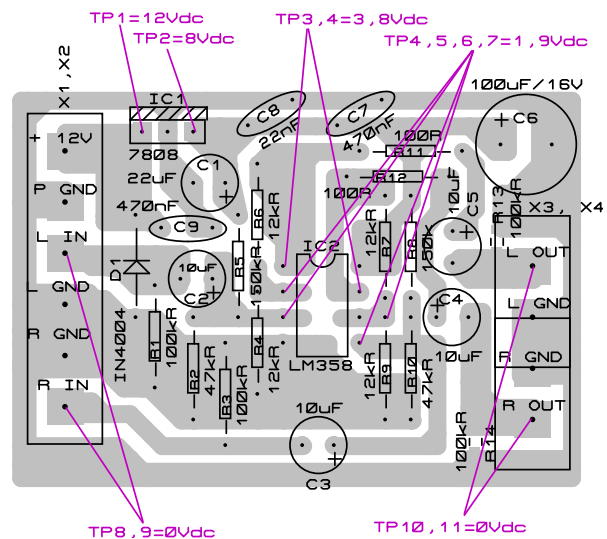 TP1=12Vdc
TP2=8Vdc
TP3,4=3,8Vdc
TP4,5,6,7=1,9Vdc
X1,X2
IC1
C8
22nF
C7
470nF
100uF/16V
C6
+
+ 12V
7808
100R
R11
P GND
22uF
C1
+
R12
100R
10uF
C5
+
R13
100kR
X3, X4
470nF
C9
R6
12kR
L IN
D1
IN4004
10uF
C2
+
R5
150kR
IC2
12kR
R7
R8
150k
L OUT
L GND
C4
+
10uF
L GND
R GND
R1
100kR
R4
12kR
LM358
R GND
R IN
R2
47kR
R3
100kR
12kR
R9
R10
47kR
R OUT
10uF
+
C3
100kR
R14
TP8,9=0Vdc
TP10,11=0Vdc